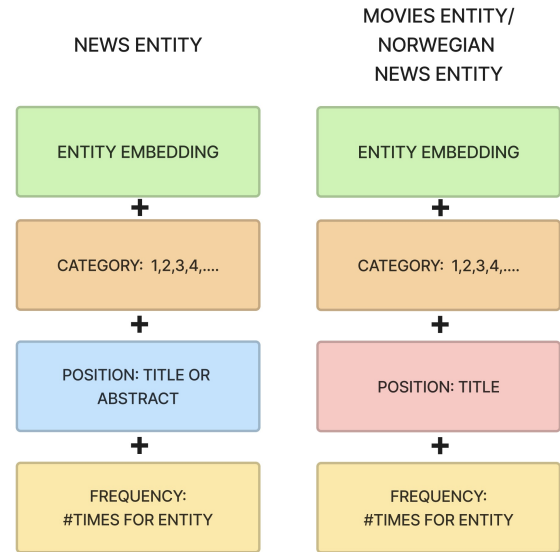 NEWS ENTITY
ENTITY EMBEDDING
+
CATEGORY: 1,2,3,4,....
+
POSITION: TITLE OR
ABSTRACT
+
FREQUENCY:
#TIMES FOR ENTITY
MOVIES ENTITY/
NORWEGIAN
NEWS ENTITY
ENTITY EMBEDDING
+
CATEGORY: 1,2,3,4,....
+
POSITION: TITLE
+
FREQUENCY:
#TIMES FOR ENTITY